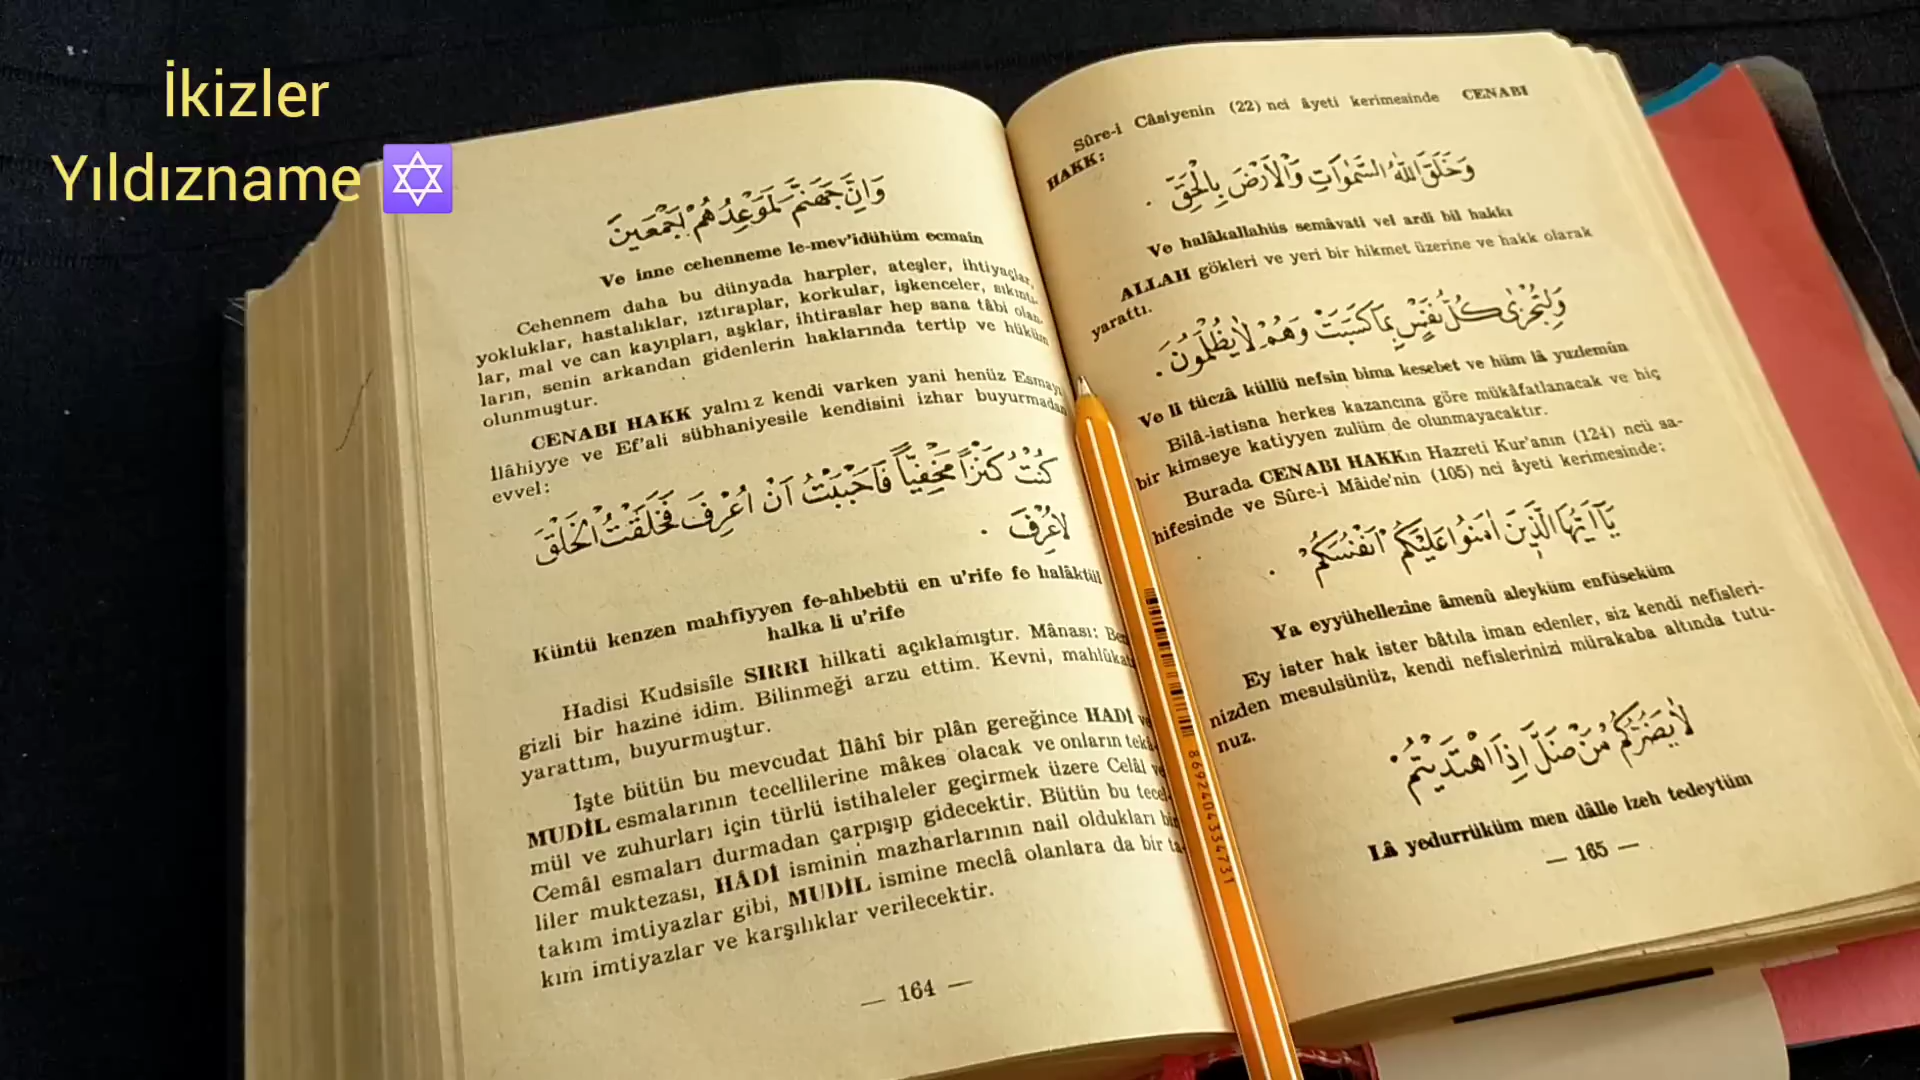 İkizler
Yıldızname ✡
وَاِنَّ جَهَنَّمَ لَمَوْعِدُهُمْ اَجْمَعِينَ
Ve inne cehenneme le-mev'idühüm ecmaîn
Cehennem daha bu dünyada harpler, ateşler, ihtiyaçlar,
yokluklar, hastalıklar, ıztıraplar, korkular, işkenceler, sıkıntı-
lar, mal ve can kayıpları, aşklar, ihtiraslar hep sana tâbi olan-
ların, senin arkandan gidenlerin haklarında tertip ve hüküm
olunmuştur.
CENABI HAKK yalnız kendi varken yani henüz Esmayı
İlâhiyye ve Ef'ali sübhaniyesile kendisini izhar buyurmadan
evvel:
كُنْتُ كَنْزًا مَخْفِيًّا فَاَحْبَبْتُ اَنْ اُعْرِفَ فَخَلَقْتُ الْخَلْقَ
لِاُعْرِفَ .
Küntü kenzen mahfiyyen fe-ahbebtü en u'rife fe halâktül
halka li u'rife
Hadisi Kudsisîle SIRRI hilkati açıklamıştır. Mânası: Ben
gizli bir hazine idim. Bilinmeği arzu ettim. Kevni, mahlûkatı
yarattım, buyurmuştur.
İşte bütün bu mevcudat İlâhî bir plân gereğince HADİ ve
MUDİL esmalarının tecellilerine mâkes olacak ve onların tekâ-
mül ve zuhurları için türlü istihaleler geçirmek üzere Celâl ve
Cemâl esmaları durmadan çarpışıp gidecektir. Bütün bu tecel-
liler muktezası, HÂDİ isminin mazharlarının nail oldukları bir
takım imtiyazlar gibi, MUDİL ismine meclâ olanlara da bir ta-
kım imtiyazlar ve karşılıklar verilecektir.
— 164 —
Sûre-i Câsiyenin (22) nci âyeti kerimesinde CENABI
HAKK:
وَخَلَقَ اللّٰهُ السَّمٰوَاتِ وَالْاَرْضَ بِالْحَقِّ .
Ve halâkallahüs semâvati vel ardi bil hakkı
ALLAH gökleri ve yeri bir hikmet üzerine ve hakk olarak
yarattı.
وَلِتُجْزٰى كُلُّ نَفْسٍ بِمَا كَسَبَتْ وَهُمْ لَا يُظْلَمُونَ .
Ve li tüczâ küllü nefsin bima kesebet ve hüm lâ yuzlemûn
Bilâ-istisna herkes kazancına göre mükâfatlanacak ve hiç
bir kimseye katiyyen zulüm de olunmayacaktır.
Burada CENABI HAKKın Hazreti Kur'anın (124) ncü sa-
hifesinde ve Sûre-i Mâide'nin (105) nci âyeti kerimesinde:
يَا اَيُّهَا الَّذِينَ اٰمَنُوا عَلَيْكُمْ اَنْفُسَكُمْ .
Ya eyyühellezîne âmenû aleyküm enfüseküm
Ey ister hak ister bâtıla iman edenler, siz kendi nefisleri-
nizden mesulsünüz, kendi nefislerinizi mürakaba altında tutu-
nuz.
لَا يَضُرُّكُمْ مَنْ ضَلَّ اِذَا اهْتَدَيْتُمْ
Lâ yedurrüküm men dâlle izeh tedeytüm
— 165 —
8692404334731